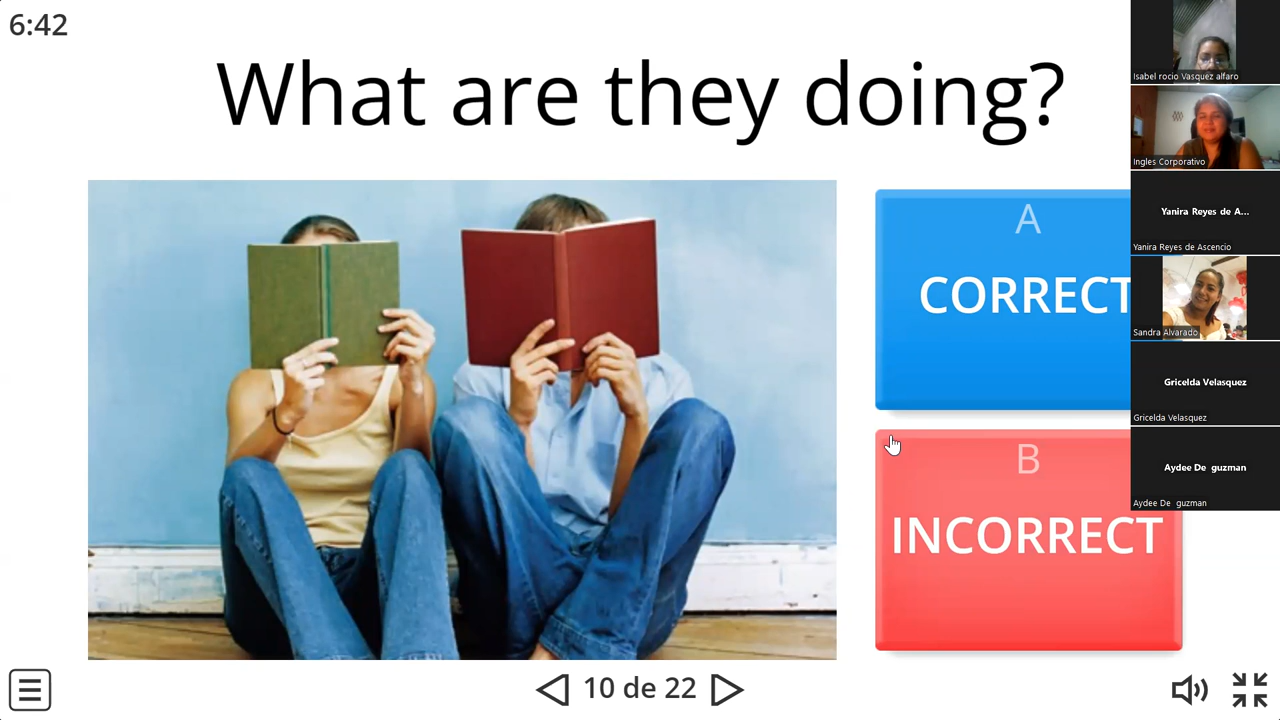 6:42
What are they doing?
A
CORRECT
B
INCORRECT
10 de 22
Isabel rocio Vasquez alfaro
Ingles Corporativo
Yanira Reyes de A...
Yanira Reyes de Ascencio
Sandra Alvarado
Gricelda Velasquez
Gricelda Velasquez
Aydee De guzman
Aydee De guzman